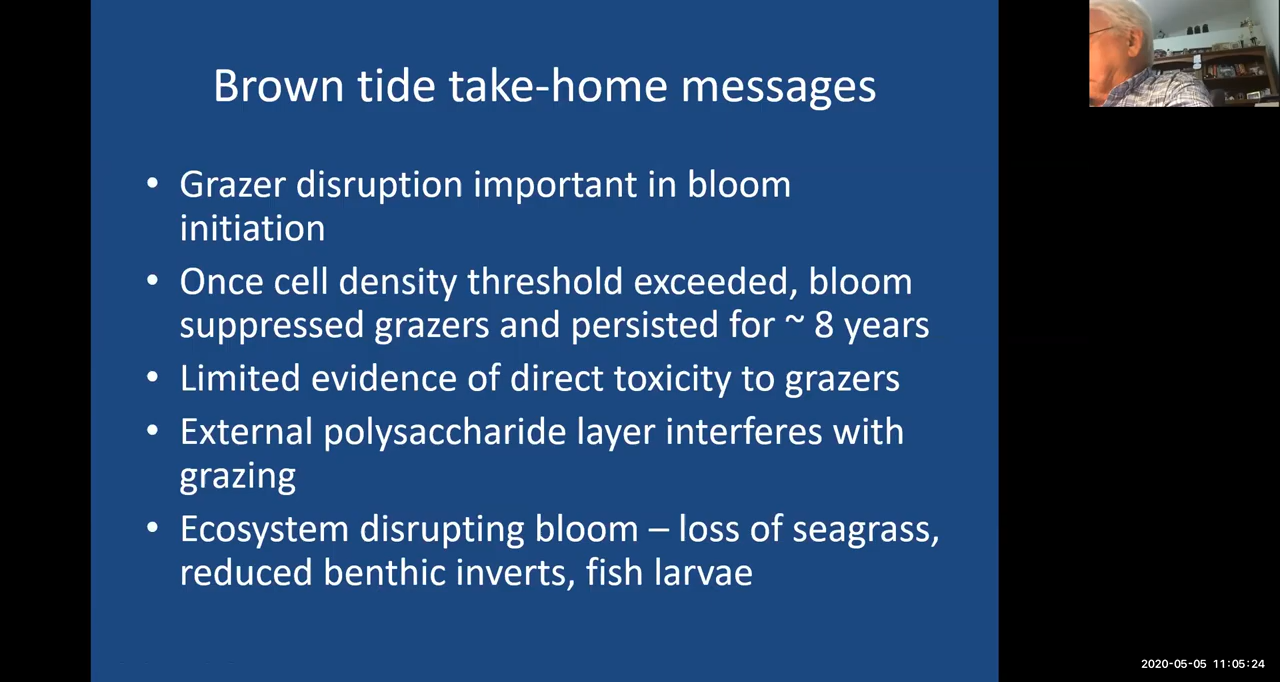 Brown tide take-home messages
• Grazer disruption important in bloom
initiation
• Once cell density threshold exceeded, bloom
suppressed grazers and persisted for ~ 8 years
• Limited evidence of direct toxicity to grazers
• External polysaccharide layer interferes with
grazing
• Ecosystem disrupting bloom – loss of seagrass,
reduced benthic inverts, fish larvae
2020-05-05 11:05:24